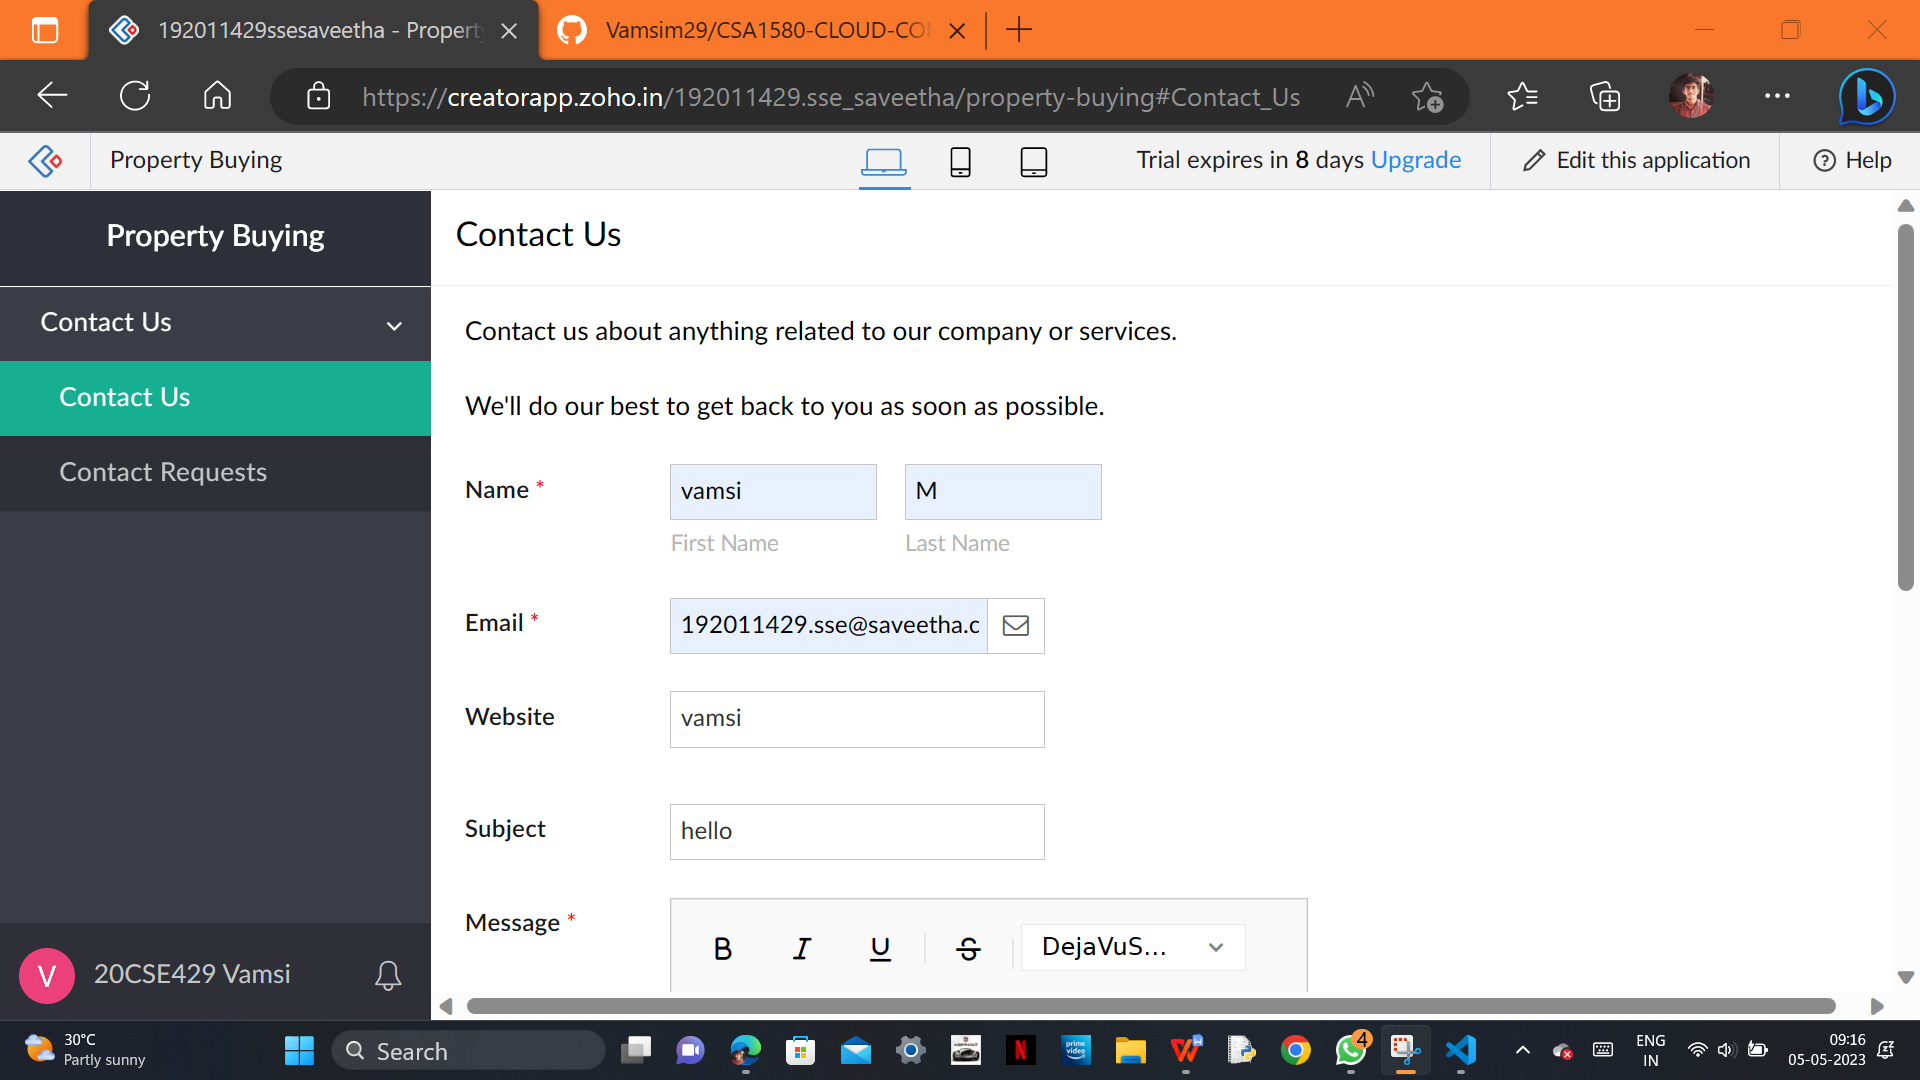 192011429ssesaveetha - Propert
Vamsim29/CSA1580-CLOUD-CO
https://creatorapp.zoho.in/192011429.sse_saveetha/property-buying#Contact_Us
Property Buying
Trial expires in 8 days Upgrade
Edit this application
Help
Property Buying
Contact Us
Contact Us
Contact Requests
20CSE429 Vamsi
V
Contact Us
Contact us about anything related to our company or services.
We'll do our best to get back to you as soon as possible.
Name *
vamsi
M
First Name
Last Name
Email *
192011429.sse@saveetha.c
Website
vamsi
Subject
hello
Message *
B I U S DejaVuS...
30°C
Partly sunny
Search
prime video
4
ENG
IN
09:16
05-05-2023